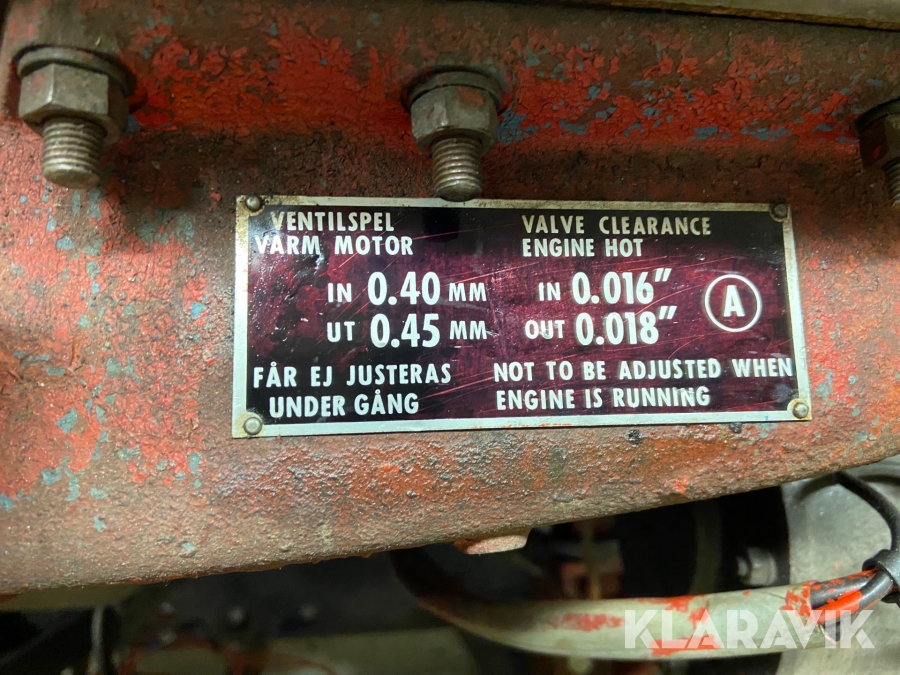 VENTILSPEL
VARM MOTOR
IN 0.40 MM
UT 0.45 MM
FÅR EJ JUSTERAS
UNDER GÅNG
VALVE CLEARANCE
ENGINE HOT
IN 0.016”
OUT 0.018”
A
NOT TO BE ADJUSTED WHEN
ENGINE IS RUNNING
KLARAVIK